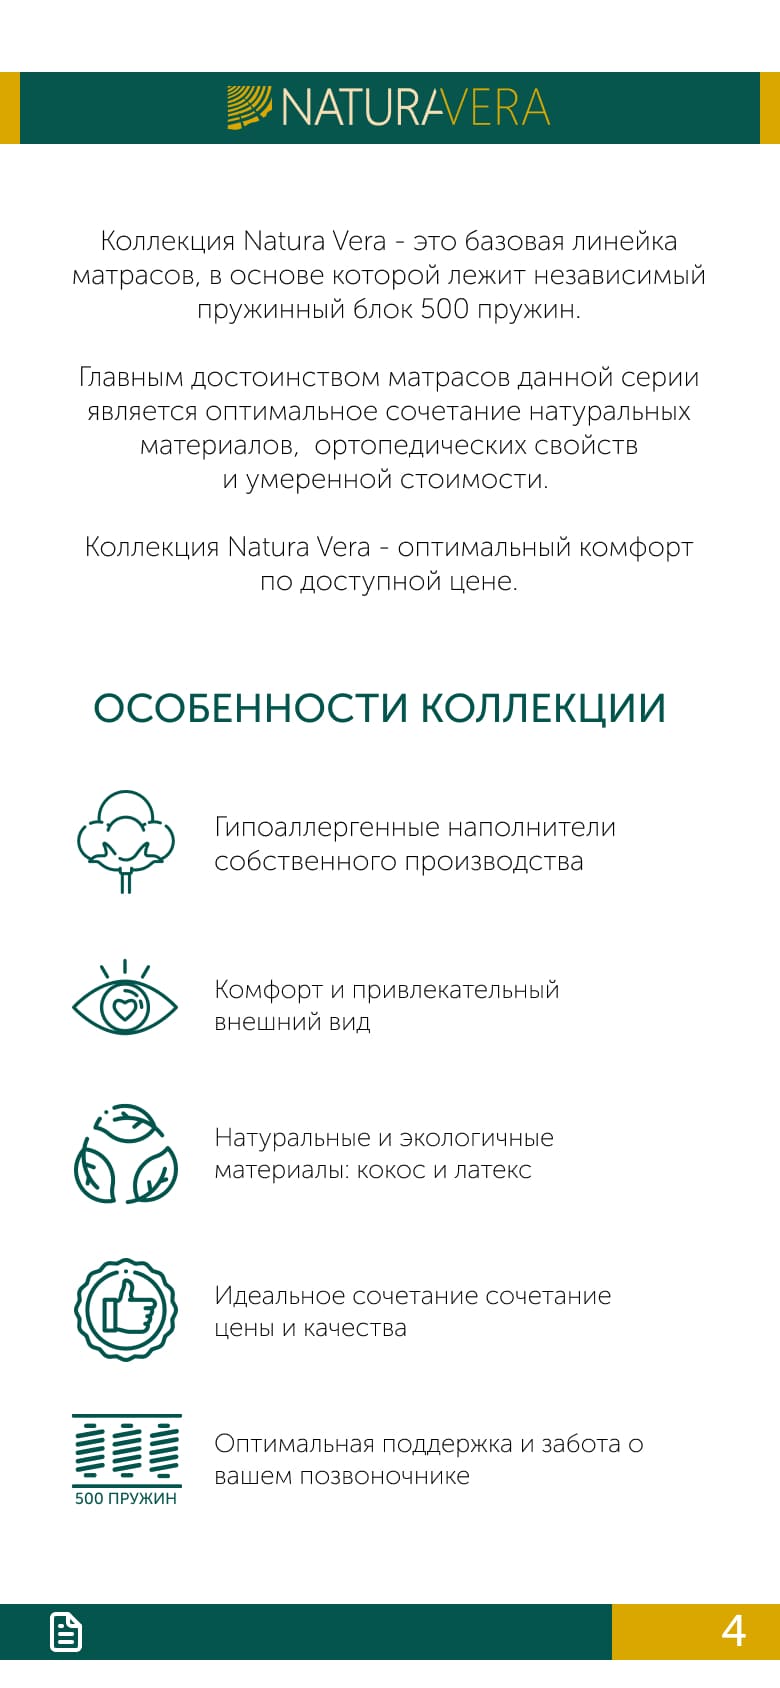 NATURAVERA
Коллекция Natura Vera - это базовая линейка
матрасов, в основе которой лежит независимый
пружинный блок 500 пружин.
Главным достоинством матрасов данной серии
является оптимальное сочетание натуральных
материалов,  ортопедических свойств
и умеренной стоимости.
Коллекция Natura Vera - оптимальный комфорт
по доступной цене.
ОСОБЕННОСТИ КОЛЛЕКЦИИ
Гипоаллергенные наполнители
собственного производства
Комфорт и привлекательный
внешний вид
Натуральные и экологичные
материалы: кокос и латекс
Идеальное сочетание сочетание
цены и качества
Оптимальная поддержка и забота о
вашем позвоночнике
500 ПРУЖИН
4